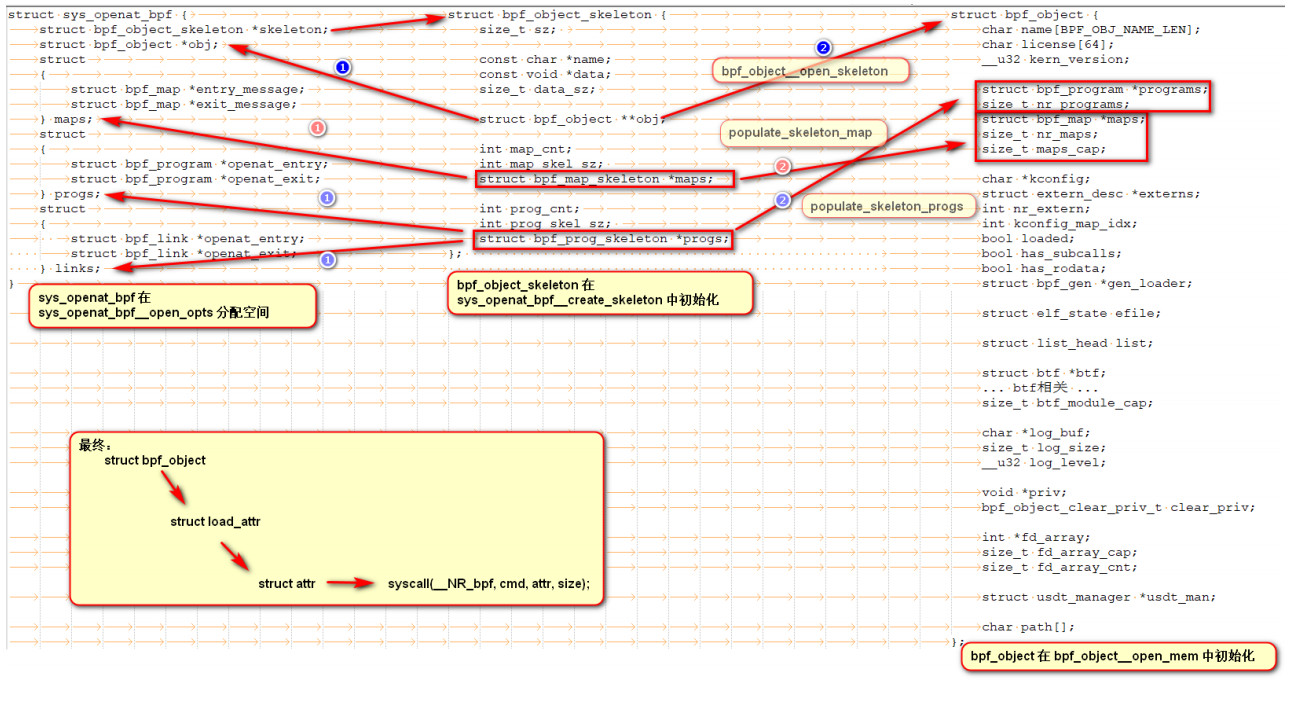 struct sys_openat_bpf {
struct bpf_object_skeleton *skeleton;
struct bpf_object *obj;
struct
{
struct bpf_map *entry_message;
struct bpf_map *exit_message;
} maps;
struct
{
struct bpf_program *openat_entry;
struct bpf_program *openat_exit;
} progs;
struct
{
struct bpf_link *openat_entry;
struct bpf_link *openat_exit;
} links;
}
sys_openat_bpf 在
sys_openat_bpf__open_opts 分配空间
struct bpf_object_skeleton {
size_t sz;
const char *name;
const void *data;
size_t data_sz;
struct bpf_object **obj;
int map_cnt;
int map_skel_sz;
struct bpf_map_skeleton *maps;
int prog_cnt;
int prog_skel_sz;
struct bpf_prog_skeleton *progs;
};
bpf_object_skeleton 在
sys_openat_bpf__create_skeleton 中初始化
1
2
1
2
1
2
1
bpf_object__open_skeleton
populate_skeleton_map
populate_skeleton_progs
struct bpf_object {
char name[BPF_OBJ_NAME_LEN];
char license[64];
__u32 kern_version;
struct bpf_program *programs;
size_t nr_programs;
struct bpf_map *maps;
size_t nr_maps;
size_t maps_cap;
char *kconfig;
struct extern_desc *externs;
int nr_extern;
int kconfig_map_idx;
bool loaded;
bool has_subcalls;
bool has_rodata;
struct bpf_gen *gen_loader;
struct elf_state efile;
struct list_head list;
struct btf *btf;
... btf相关 ...
size_t btf_module_cap;
char *log_buf;
size_t log_size;
__u32 log_level;
void *priv;
bpf_object_clear_priv_t clear_priv;
int *fd_array;
size_t fd_array_cap;
size_t fd_array_cnt;
struct usdt_manager *usdt_man;
char path[];
};
bpf_object 在 bpf_object__open_mem 中初始化
最终：
struct bpf_object
struct load_attr
struct attr
syscall(__NR_bpf, cmd, attr, size);